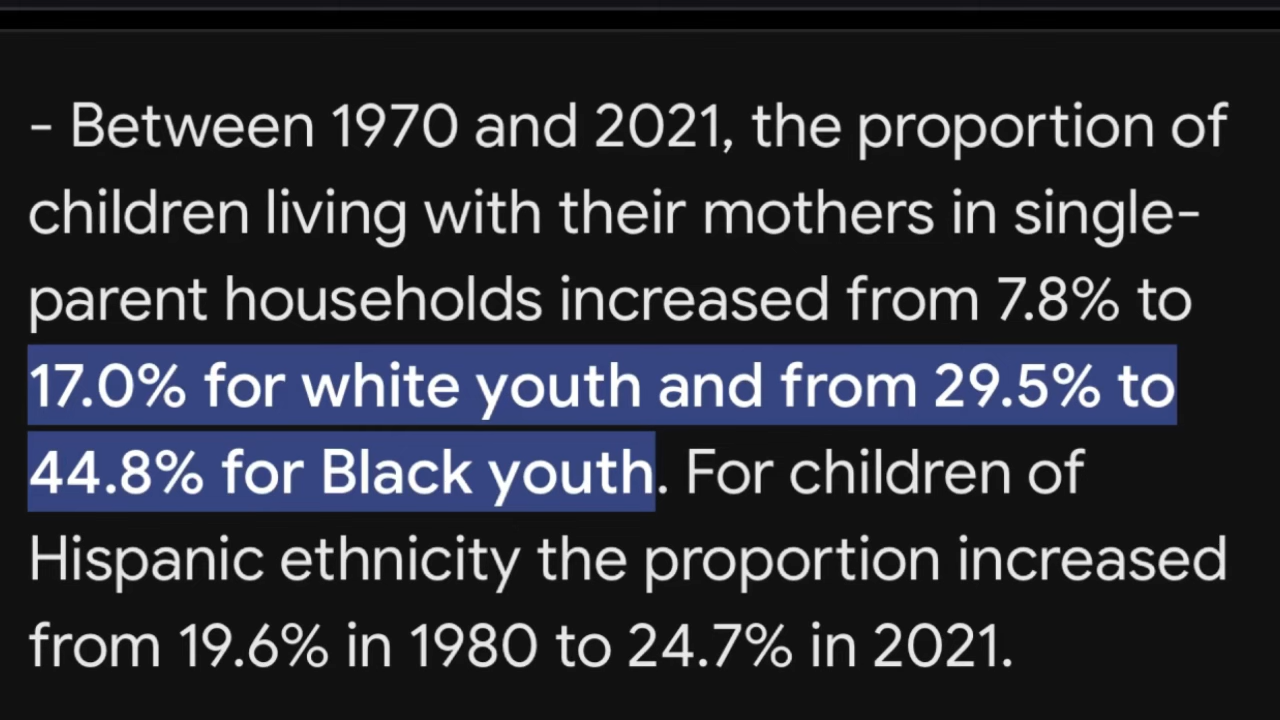 - Between 1970 and 2021, the proportion of
children living with their mothers in single-
parent households increased from 7.8% to
17.0% for white youth and from 29.5% to
44.8% for Black youth. For children of
Hispanic ethnicity the proportion increased
from 19.6% in 1980 to 24.7% in 2021.